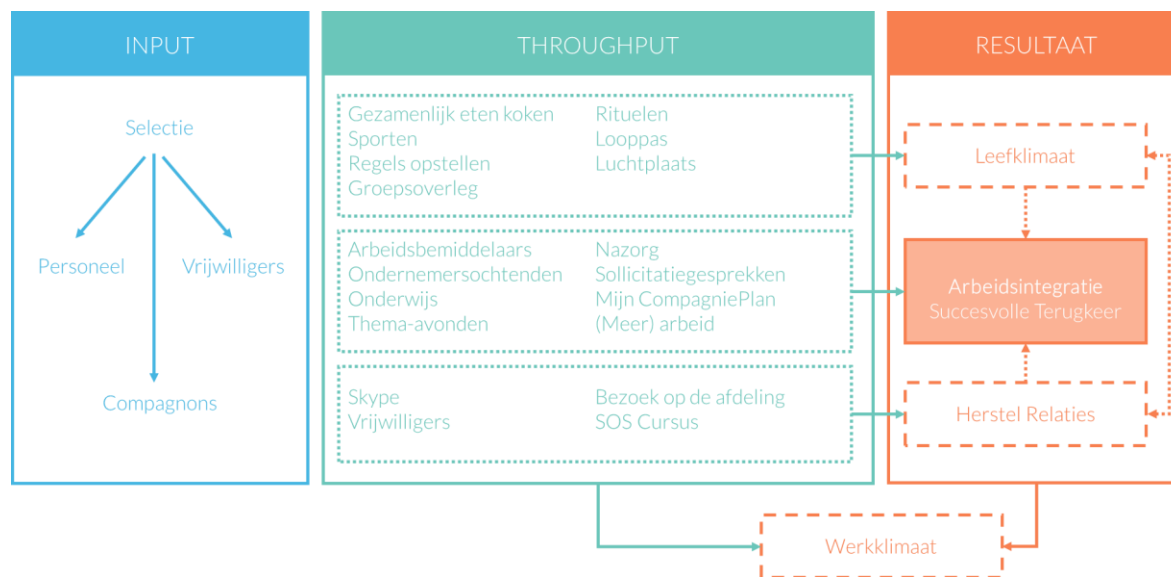 INPUT
Selectie
Personeel
Vrijwilligers
Compagnons
THROUGHPUT
Gezamenlijk eten koken
Sporten
Regels opstellen
Groepsoverleg
Rituelen
Looppas
Luchtplaats
Arbeidsbemiddelaars
Ondernemersochtenden
Onderwijs
Thema-avonden
Nazorg
Sollicitatiegesprekken
Mijn CompagniePlan
(Meer) arbeid
Skype
Vrijwilligers
Bezoek op de afdeling
SOS Cursus
RESULTAAT
Leefklimaat
Arbeidsintegratie
Succesvolle Terugkeer
Herstel Relaties
Werkklimaat